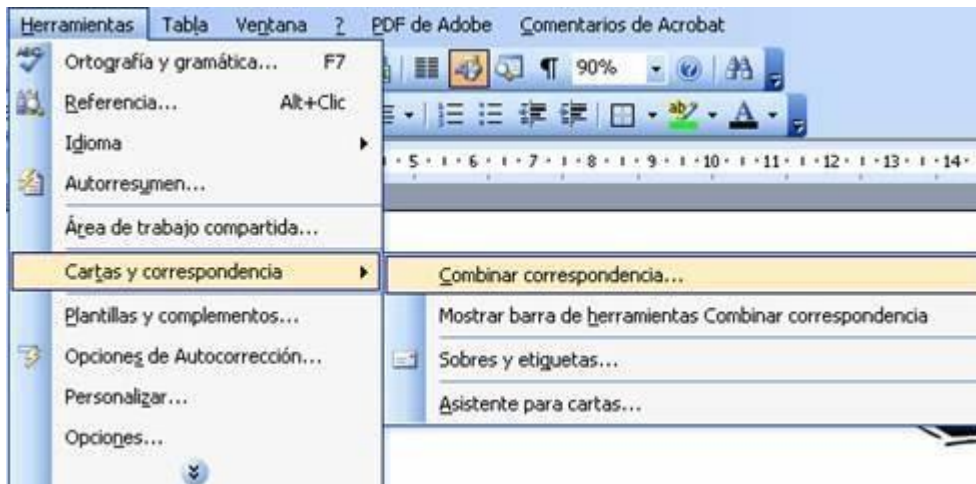 Herramientas Tabla Ventana ? PDF de Adobe Comentarios de Acrobat
ABC Ortografía y gramática... F7
90%
Referencia... Alt+Clic
ab A
Idioma
5 6 7 8 9 10 11 12 13 14
Autorresumen...
Área de trabajo compartida...
Cartas y correspondencia
Combinar correspondencia...
Plantillas y complementos...
Mostrar barra de herramientas Combinar correspondencia
Opciones de Autocorrección...
Sobres y etiquetas...
Personalizar...
Asistente para cartas...
Opciones...